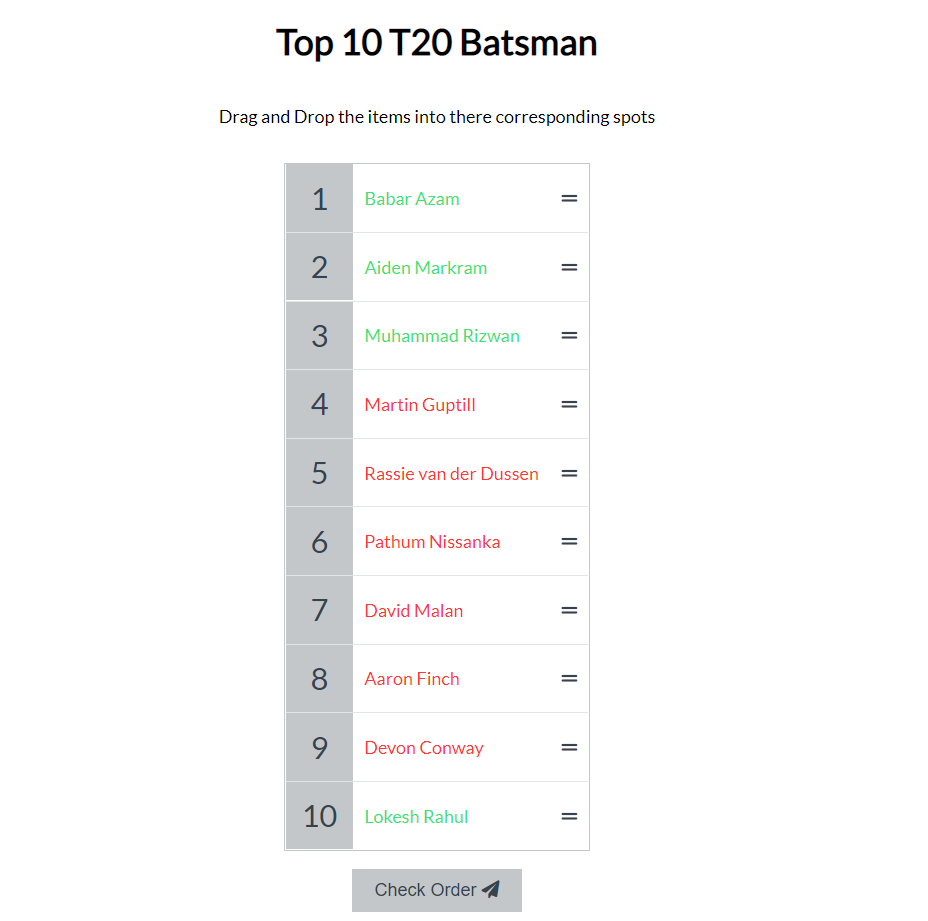 Top 10 T20 Batsman
Drag and Drop the items into there corresponding spots
1 Babar Azam
2 Aiden Markram
3 Muhammad Rizwan
4 Martin Guptill
5 Rassie van der Dussen
6 Pathum Nissanka
7 David Malan
8 Aaron Finch
9 Devon Conway
10 Lokesh Rahul
Check Order